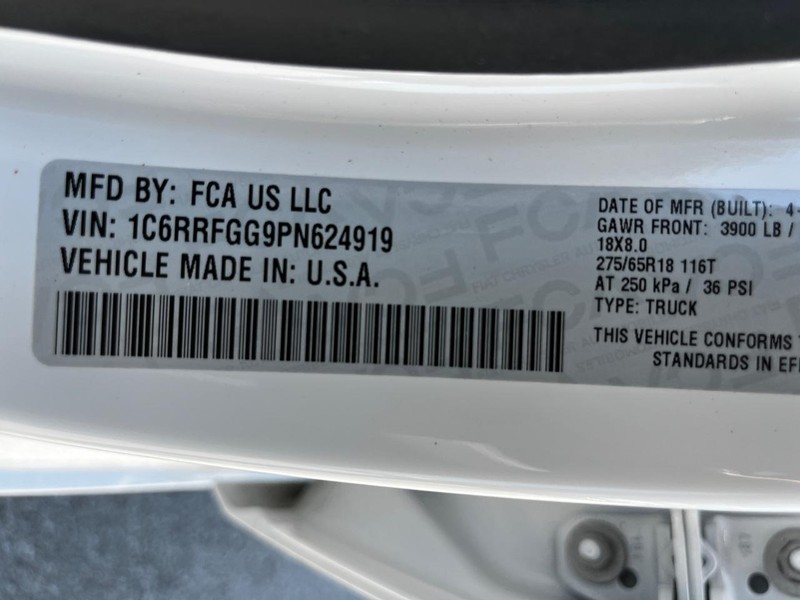 MFD BY: FCA US LLC
VIN: 1C6RRFGG9PN624919
VEHICLE MADE IN: U.S.A.
DATE OF MFR (BUILT): 4-
GAWR FRONT: 3900 LB /
18X8.0
275/65R18 116T
AT 250 kPa / 36 PSI
TYPE: TRUCK
THIS VEHICLE CONFORMS
STANDARDS IN